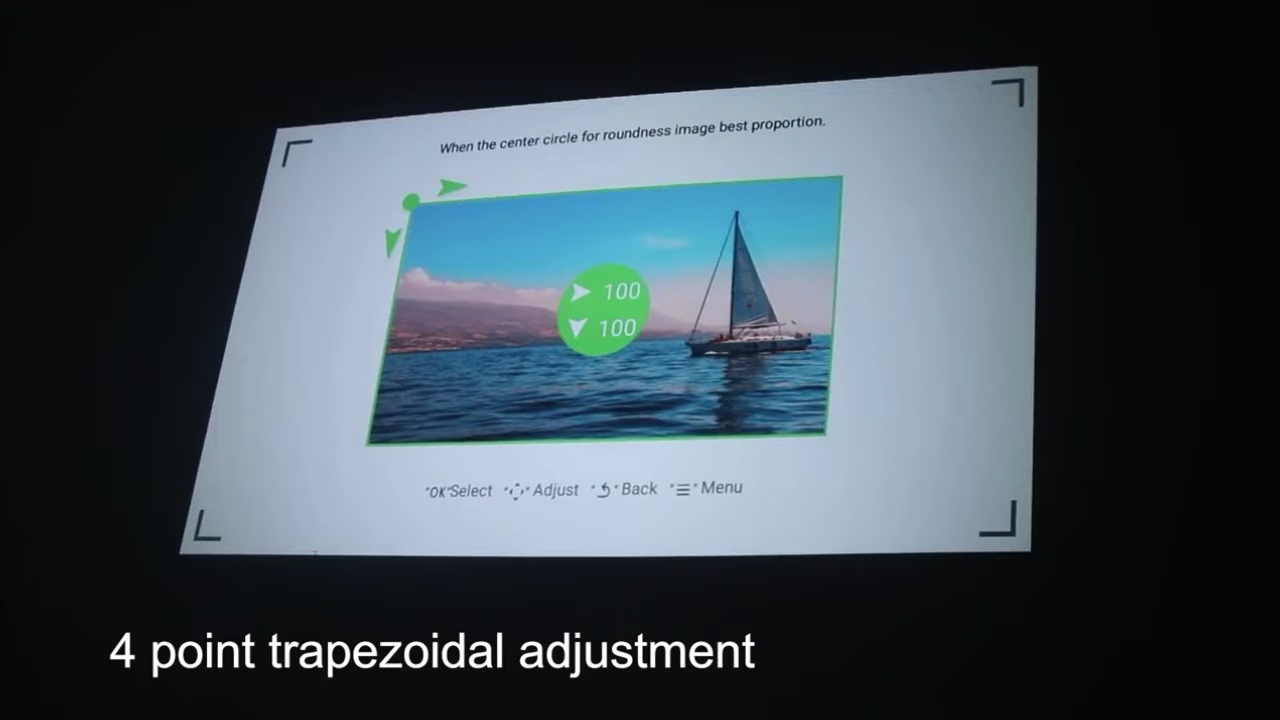 When the center circle for roundness image best proportion.
100
100
"OK"Select " "Adjust " "Back "☰"Menu
4 point trapezoidal adjustment